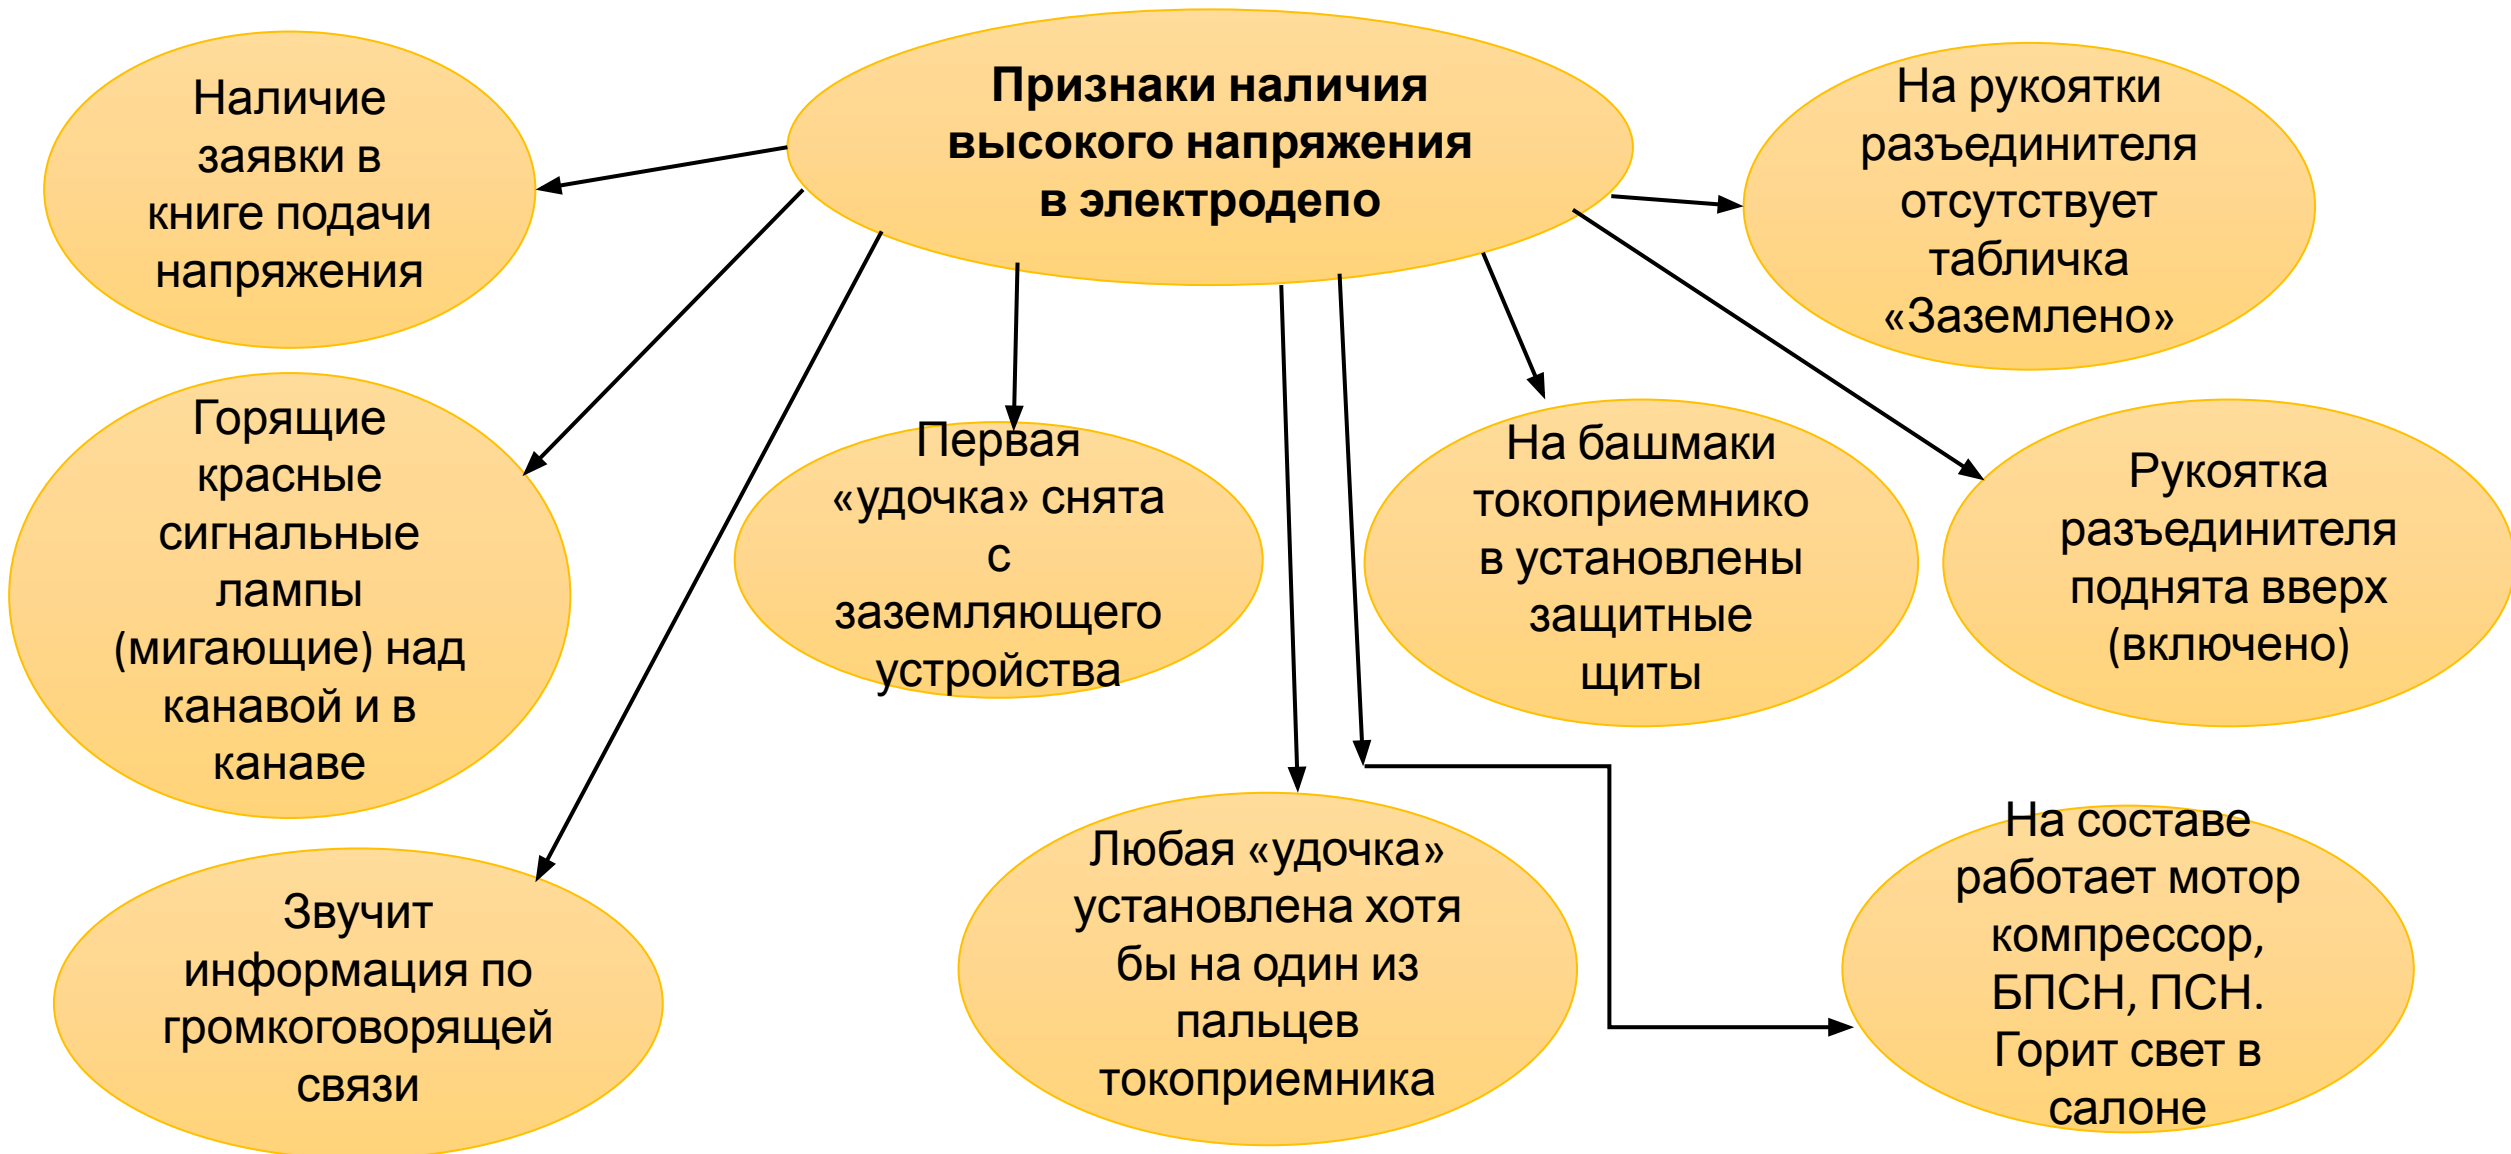 Признаки наличия
высокого напряжения
в электродепо
Наличие
заявки в
книге подачи
напряжения
На рукоятки
разъединителя
отсутствует
табличка
«Заземлено»
Горящие
красные
сигнальные
лампы
(мигающие) над
канавой и в
канаве
Первая
«удочка» снята
с
заземляющего
устройства
На башмаки
токоприемнико
в установлены
защитные
щиты
Рукоятка
разъединителя
поднята вверх
(включено)
Звучит
информация по
громкоговорящей
связи
Любая «удочка»
установлена хотя
бы на один из
пальцев
токоприемника
На составе
работает мотор
компрессор,
БПСН, ПСН.
Горит свет в
салоне